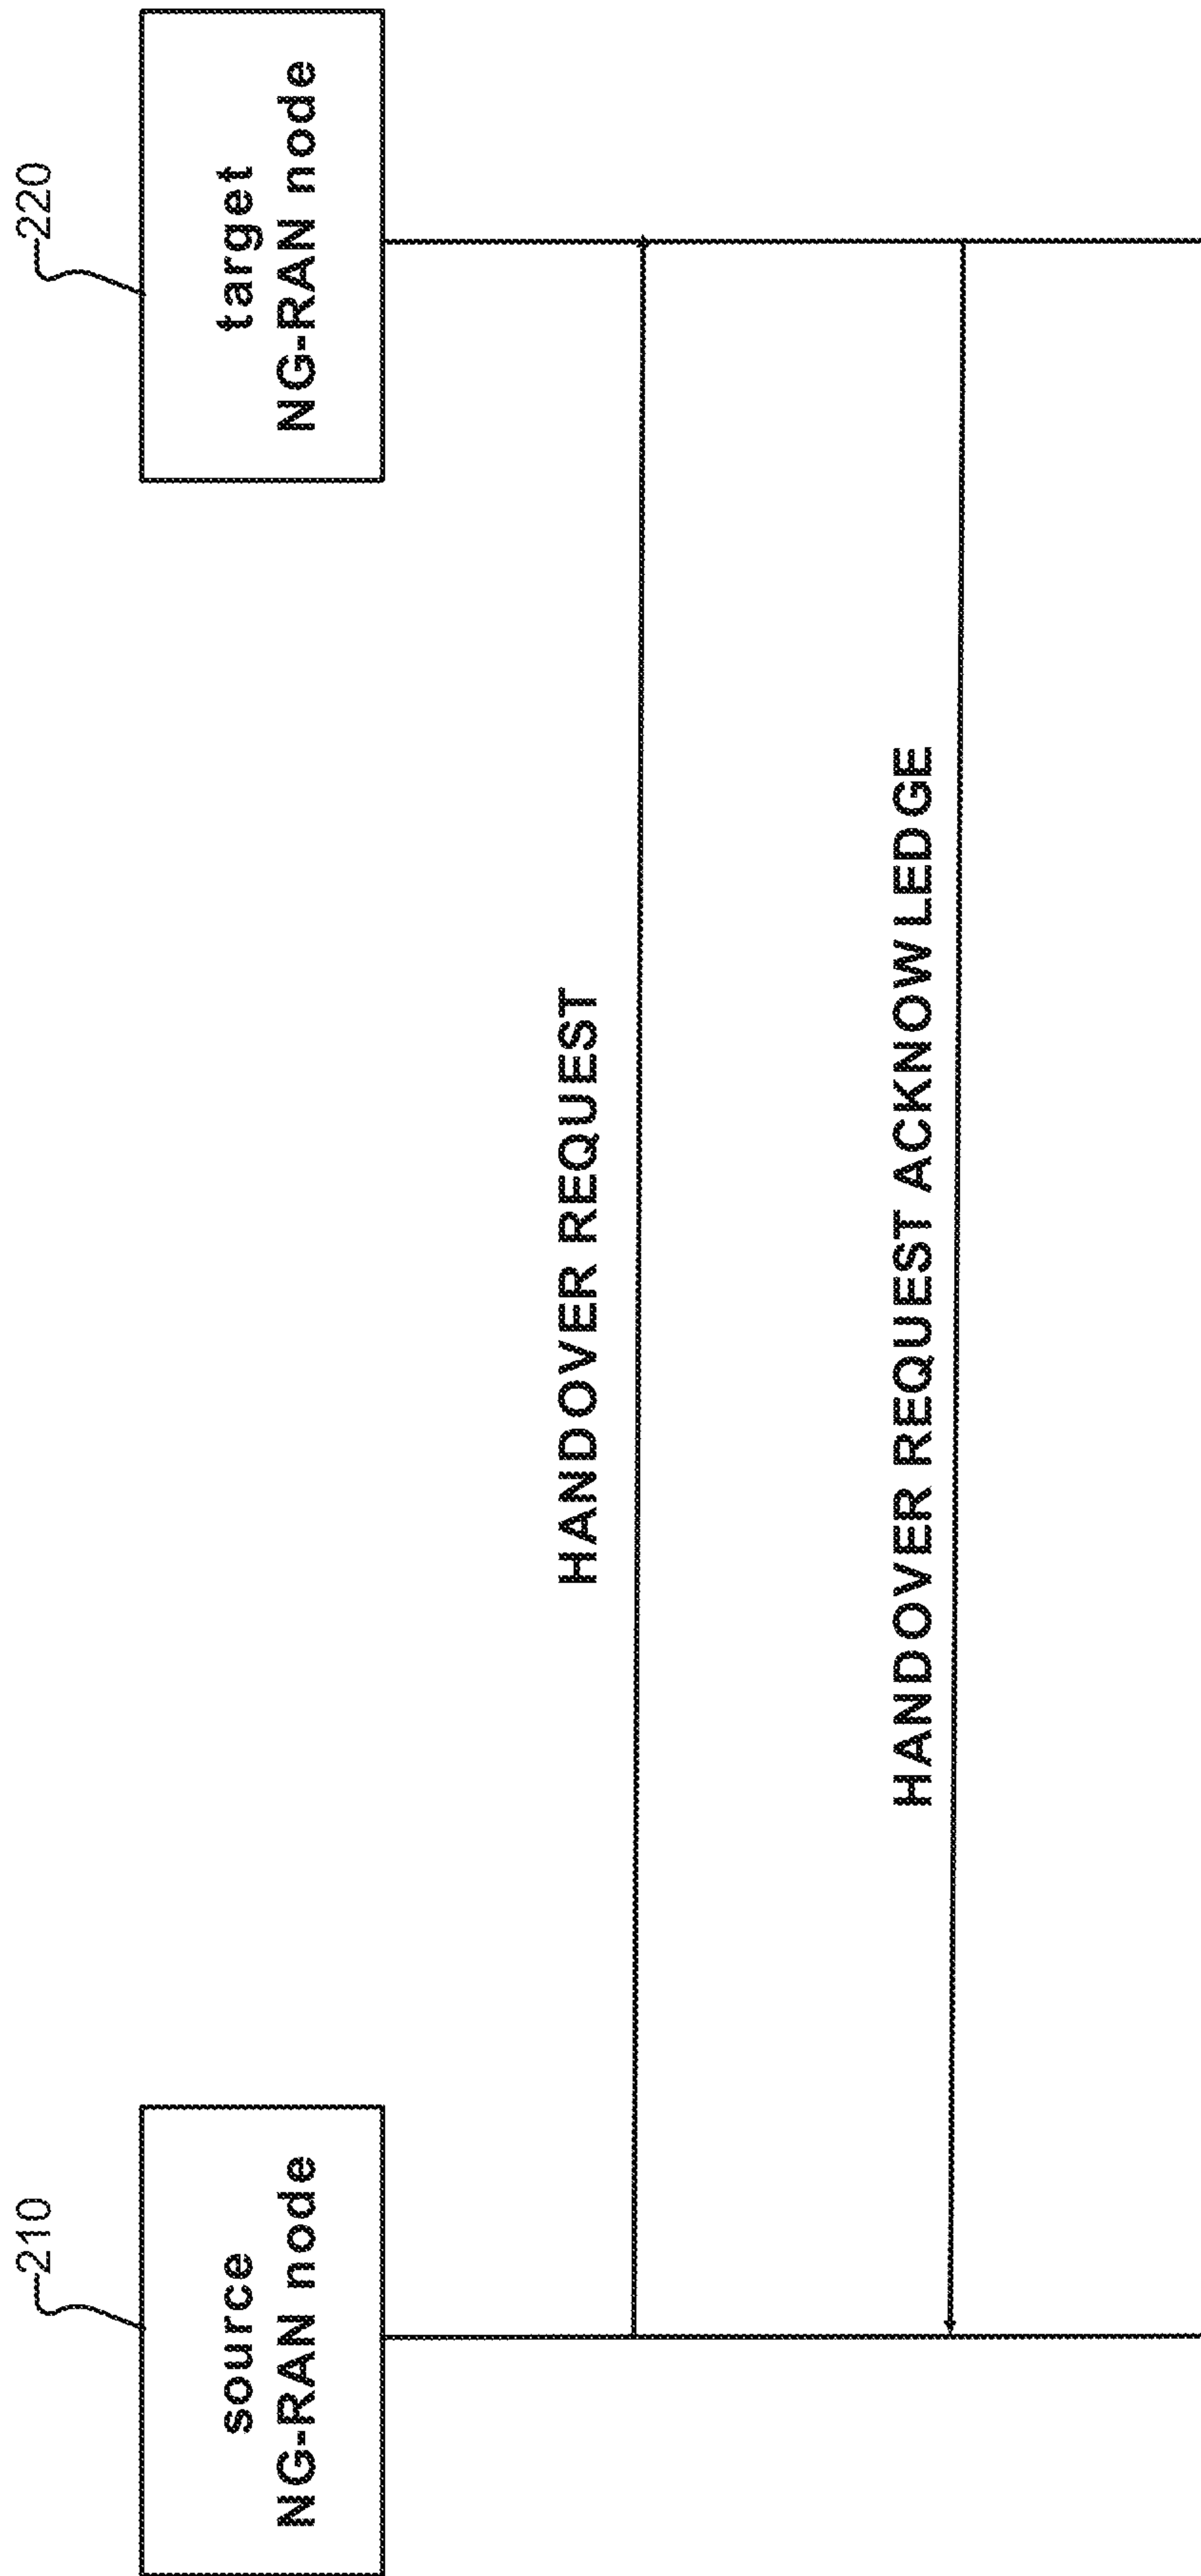 210
source
NG-RAN node
220
target
NG-RAN node
HANDOVER REQUEST
HANDOVER REQUEST ACKNOWLEDGE